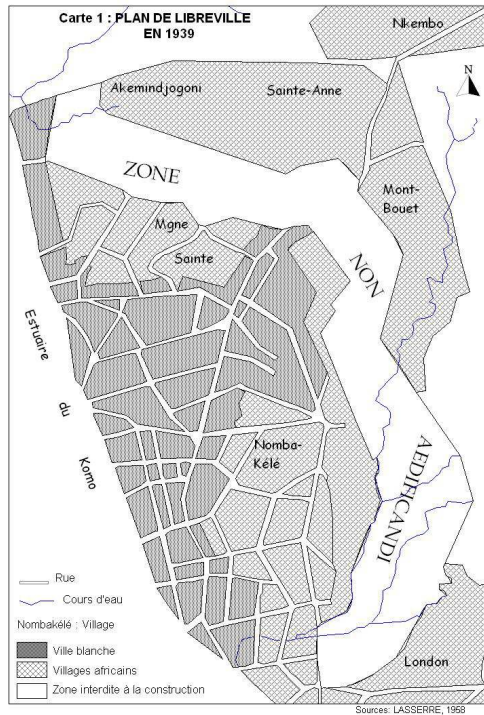 Carte 1 : PLAN DE LIBREVILLE
EN 1939
Nkembo
N
Akemindjogoni
Sainte-Anne
ZONE
Mont-
Bouet
Mgne
Sainte
NON
Estuaire
du
Komo
Nomba-
Kélé
AEDIFICANDI
Rue
Cours d'eau
Nombakélé : Village
Ville blanche
Villages africains
Zone interdite à la construction
London
Sources: LASSERRE, 1958